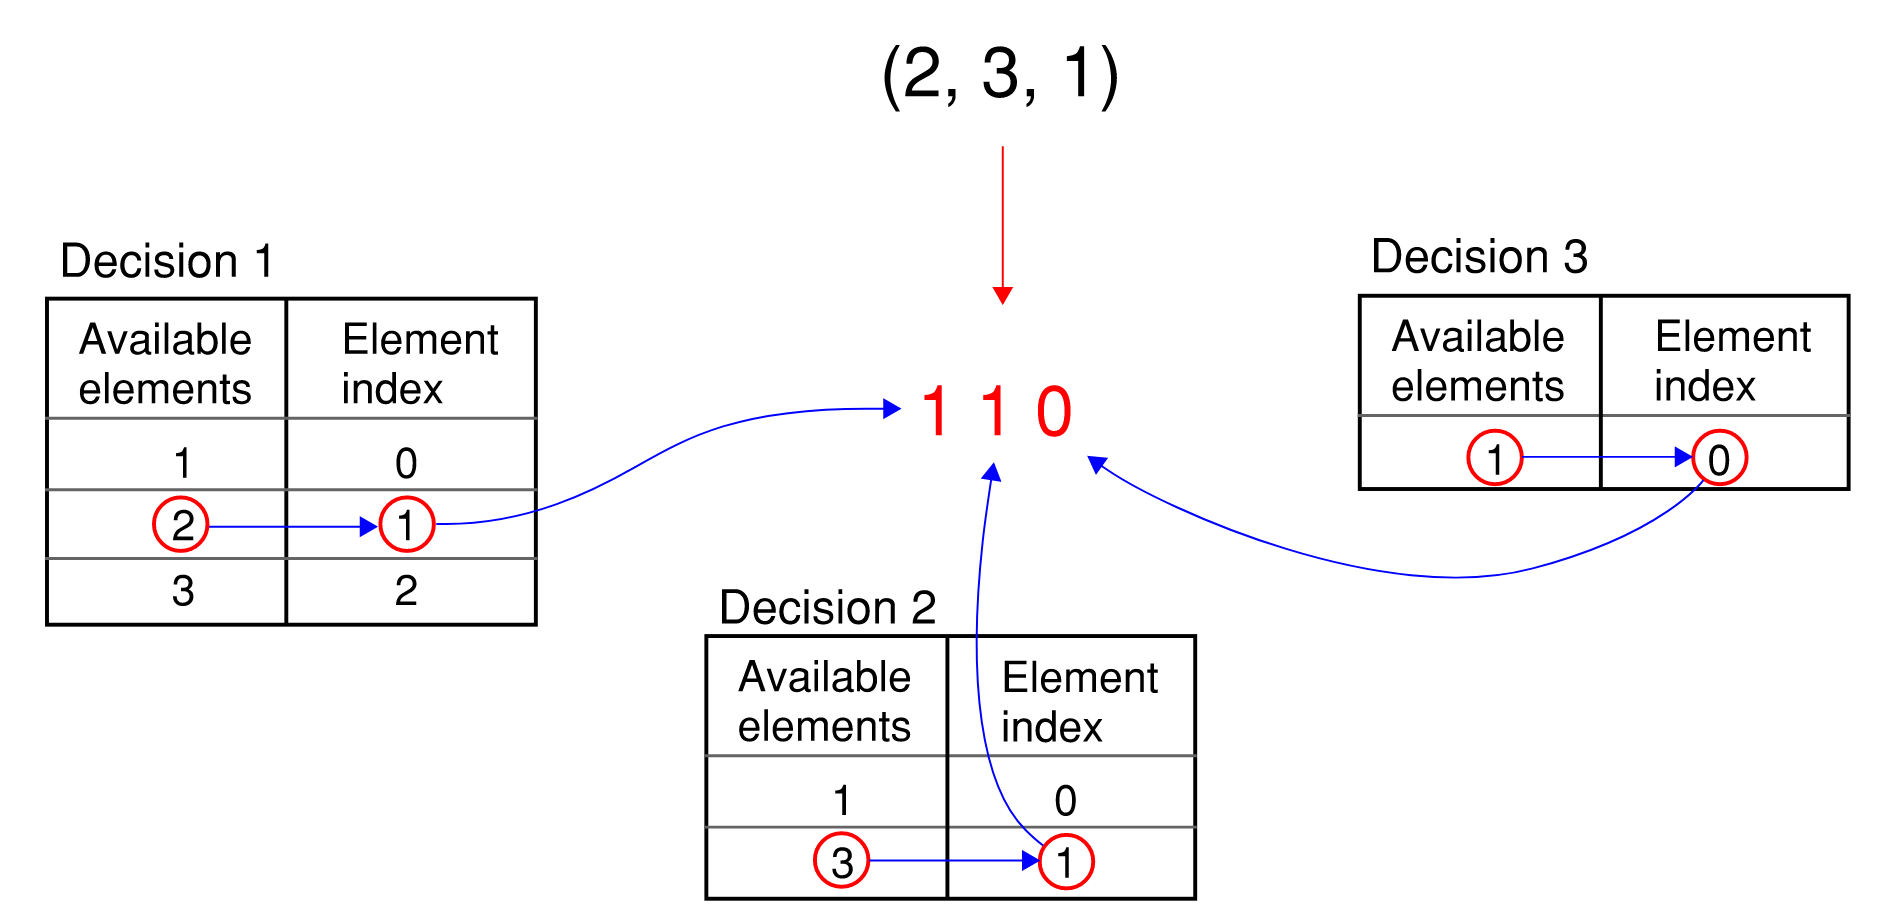 (2, 3, 1)
1 1 0
Decision 1
Available elements
Element index
1 0
2 1
3 2
Decision 2
Available elements
Element index
1 0
3 1
Decision 3
Available elements
Element index
1 0